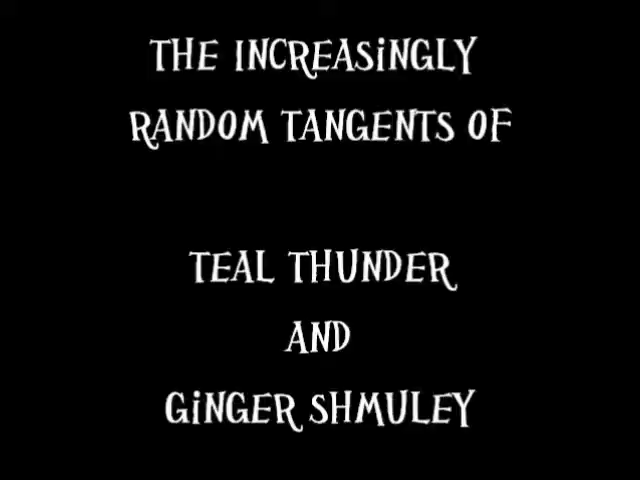 THE INCREASiNGLY
RANDOM TANGENTS OF
TEAL THUNDER
AND
GiNGER SHMULEY